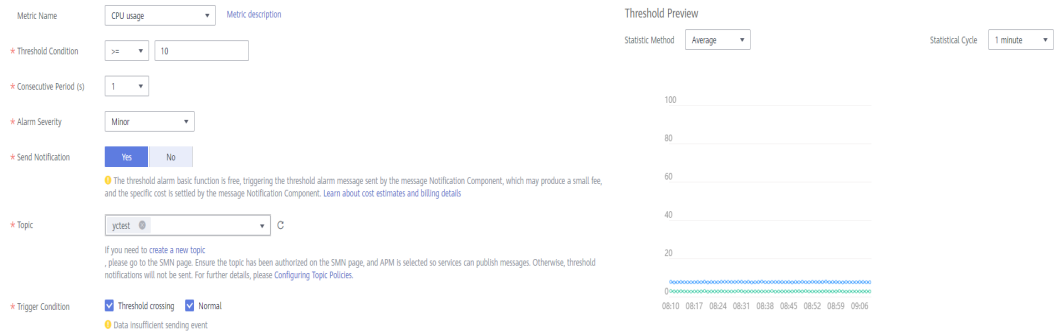 Metric Name CPU usage Metric description
* Threshold Condition >= 10
* Consecutive Period (s) 1
* Alarm Severity Minor
* Send Notification Yes No
The threshold alarm basic function is free, triggering the threshold alarm message sent by the message Notification Component, which may produce a small fee,
and the specific cost is settled by the message Notification Component. Learn about cost estimates and billing details
* Topic yctest
If you need to create a new topic
, please go to the SMN page. Ensure the topic has been authorized on the SMN page, and APM is selected so services can publish messages. Otherwise, threshold
notifications will not be sent. For further details, please Configuring Topic Policies.
* Trigger Condition Threshold crossing Normal
Data insufficient sending event
Threshold Preview
Statistic Method Average Statistical Cycle 1 minute
100
80
60
40
20
0
08:10 08:17 08:24 08:31 08:38 08:45 08:52 08:59 09:06